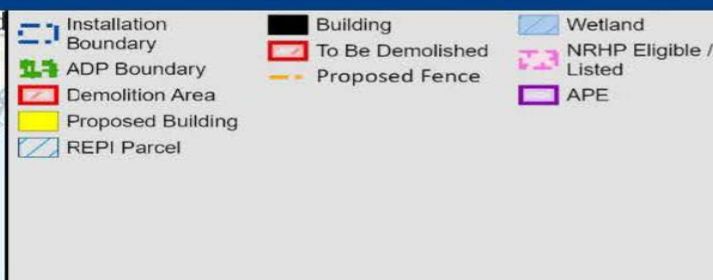 Installation
Boundary
ADP Boundary
Demolition Area
Proposed Building
REPI Parcel
Building
To Be Demolished
Proposed Fence
Wetland
NRHP Eligible /
Listed
APE